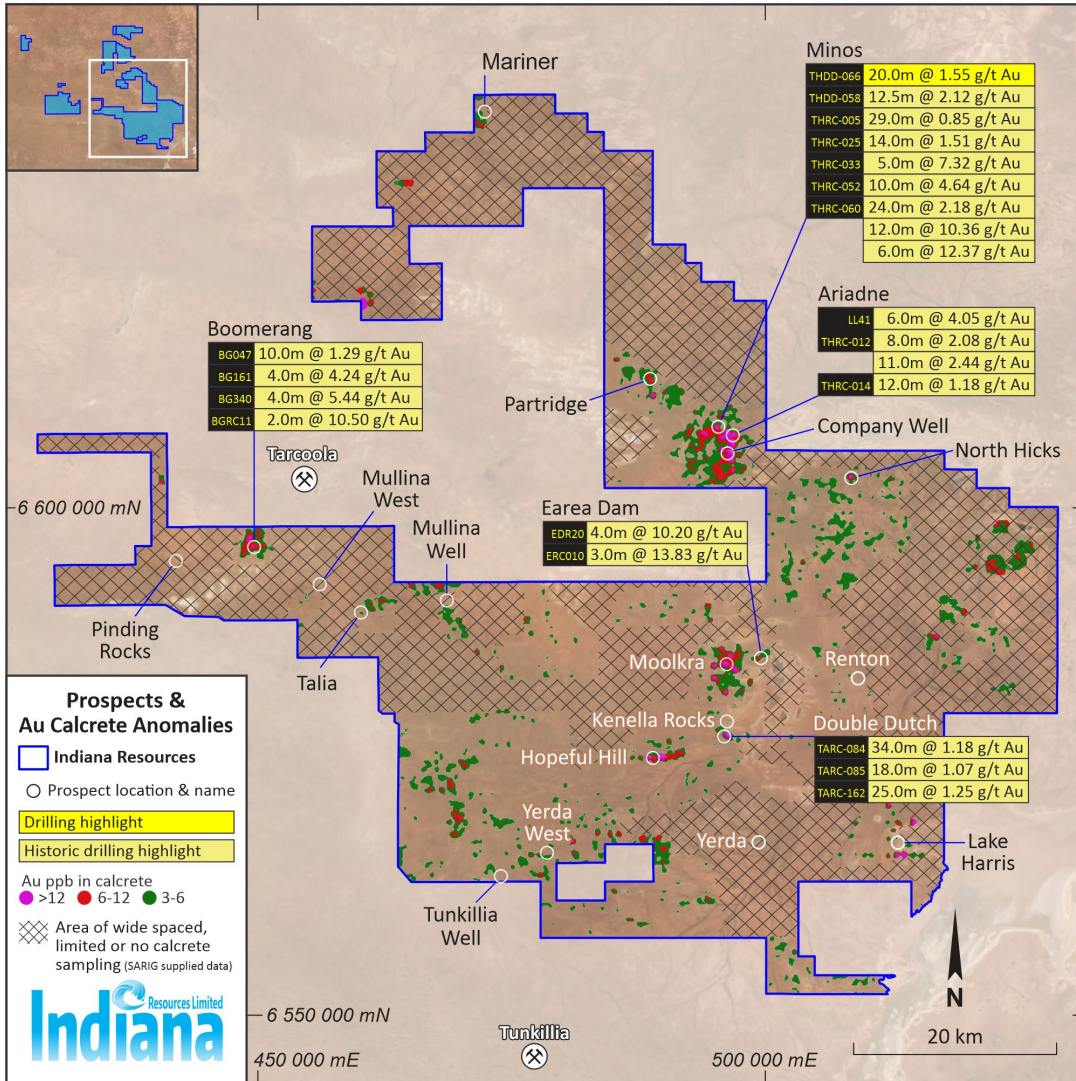 Mariner
Minos
THDD-066 20.0m @ 1.55 g/t Au
THDD-058 12.5m @ 2.12 g/t Au
THRC-005 29.0m @ 0.85 g/t Au
THRC-025 14.0m @ 1.51 g/t Au
THRC-033 5.0m @ 7.32 g/t Au
THRC-052 10.0m @ 4.64 g/t Au
THRC-060 24.0m @ 2.18 g/t Au
12.0m @ 10.36 g/t Au
6.0m @ 12.37 g/t Au
Ariadne
LL41 6.0m @ 4.05 g/t Au
THRC-012 8.0m @ 2.08 g/t Au
11.0m @ 2.44 g/t Au
THRC-014 12.0m @ 1.18 g/t Au
Boomerang
BG047 10.0m @ 1.29 g/t Au
BG161 4.0m @ 4.24 g/t Au
BG340 4.0m @ 5.44 g/t Au
BGRC11 2.0m @ 10.50 g/t Au
Partridge
Company Well
North Hicks
Tarcoola
Mullina
West
Mullina
Well
6 600 000 mN
Earea Dam
EDR20 4.0m @ 10.20 g/t Au
ERC010 3.0m @ 13.83 g/t Au
Pinding
Rocks
Talia
Moolkra
Renton
Kenella Rocks
Double Dutch
TARC-084 34.0m @ 1.18 g/t Au
TARC-085 18.0m @ 1.07 g/t Au
TARC-162 25.0m @ 1.25 g/t Au
Hopeful Hill
Yerda
West
Yerda
Lake
Harris
Tunkillia
Well
Prospects &
Au Calcrete Anomalies
Indiana Resources
Prospect location & name
Drilling highlight
Historic drilling highlight
Au ppb in calcrete
>12 6-12 3-6
Area of wide spaced,
limited or no calcrete
sampling (SARIG supplied data)
Resources Limited
Indiana
6 550 000 mN
Tunkillia
450 000 mE
500 000 mE
N
20 km